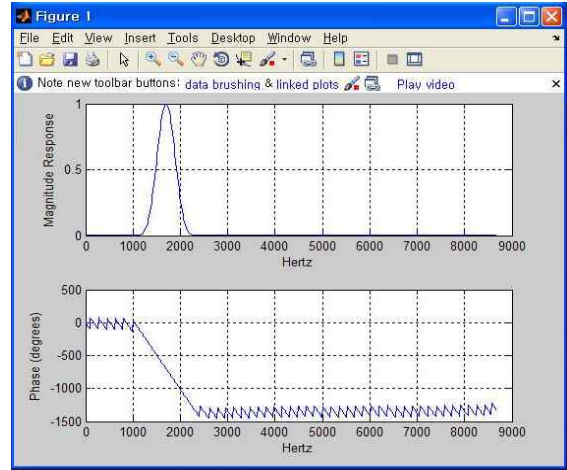 Figure 1
File Edit View Insert Tools Desktop Window Help
Note new toolbar buttons: data brushing & linked plots Play video
Magnitude Response
1
0.5
0
0 1000 2000 3000 4000 5000 6000 7000 8000 9000
Hertz
Phase (degrees)
500
0
-500
-1000
-1500
0 1000 2000 3000 4000 5000 6000 7000 8000 9000
Hertz